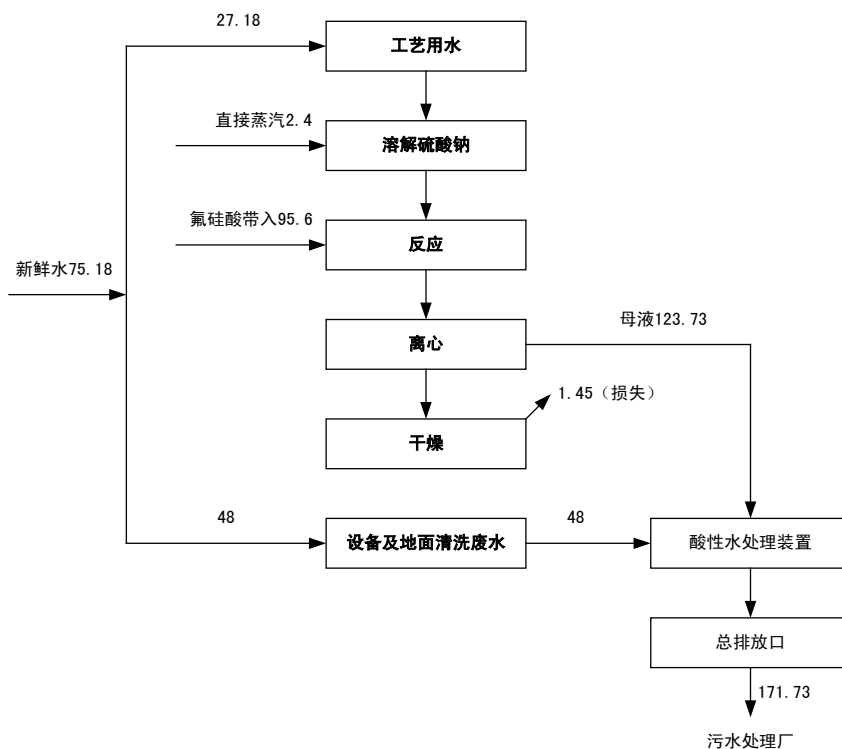 27.18
工艺用水
直接蒸汽2.4
溶解硫酸钠
氟硅酸带入95.6
反应
新鲜水75.18
母液123.73
离心
1.45（损失）
干燥
48
设备及地面清洗废水
48
酸性水处理装置
总排放口
171.73
污水处理厂